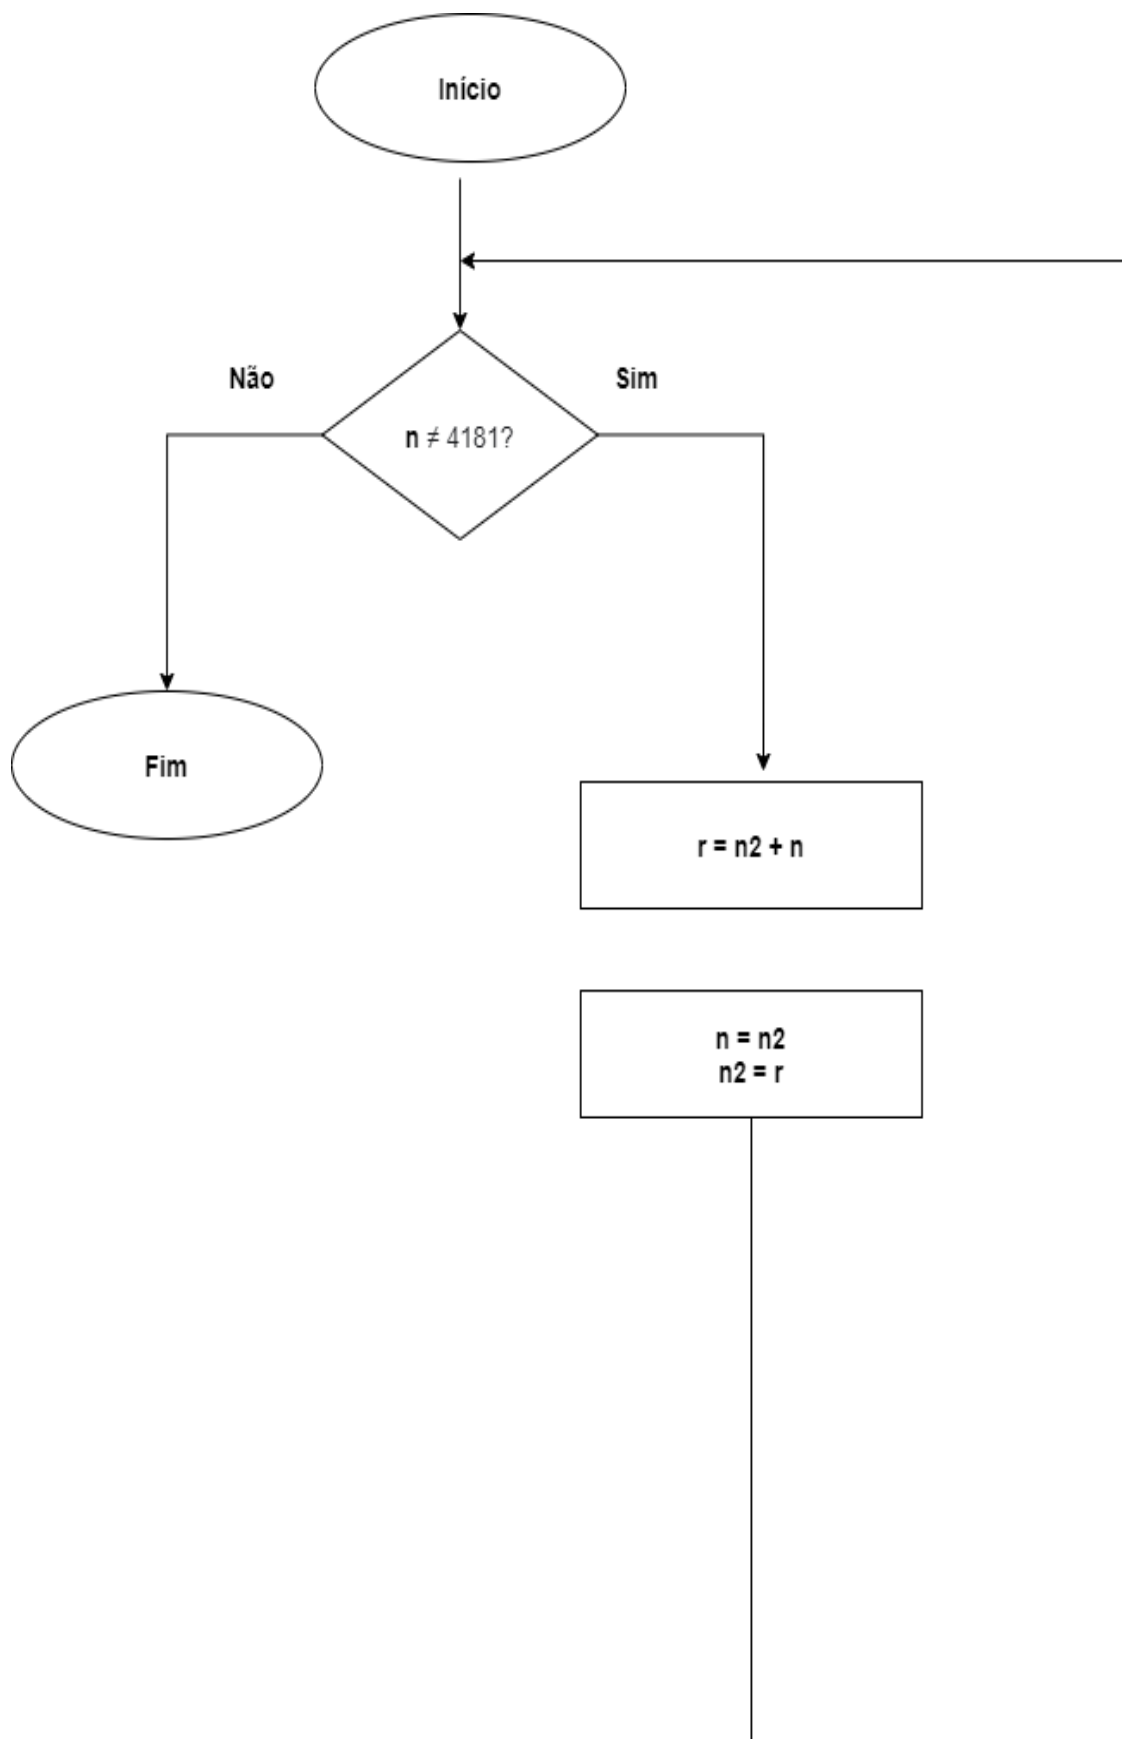 Início
Não
Sim
n ≠ 4181?
Fim
r = n2 + n
n = n2
n2 = r